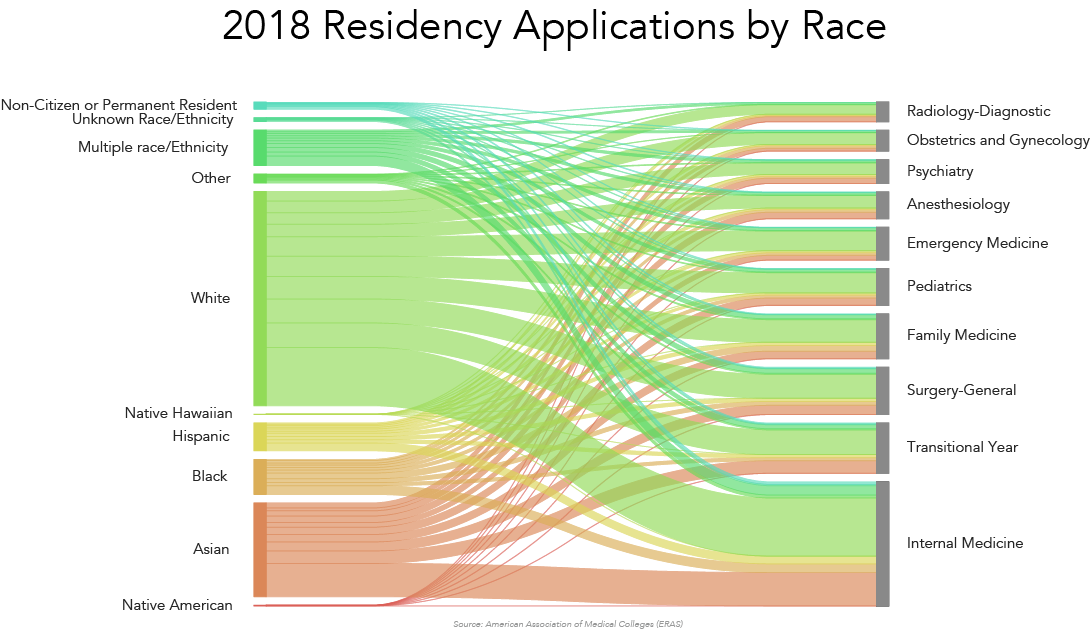 2018 Residency Applications by Race
Non-Citizen or Permanent Resident
Unknown Race/Ethnicity
Multiple race/Ethnicity
Other
White
Native Hawaiian
Hispanic
Black
Asian
Native American
Radiology-Diagnostic
Obstetrics and Gynecology
Psychiatry
Anesthesiology
Emergency Medicine
Pediatrics
Family Medicine
Surgery-General
Transitional Year
Internal Medicine
Source: American Association of Medical Colleges (ERAS)